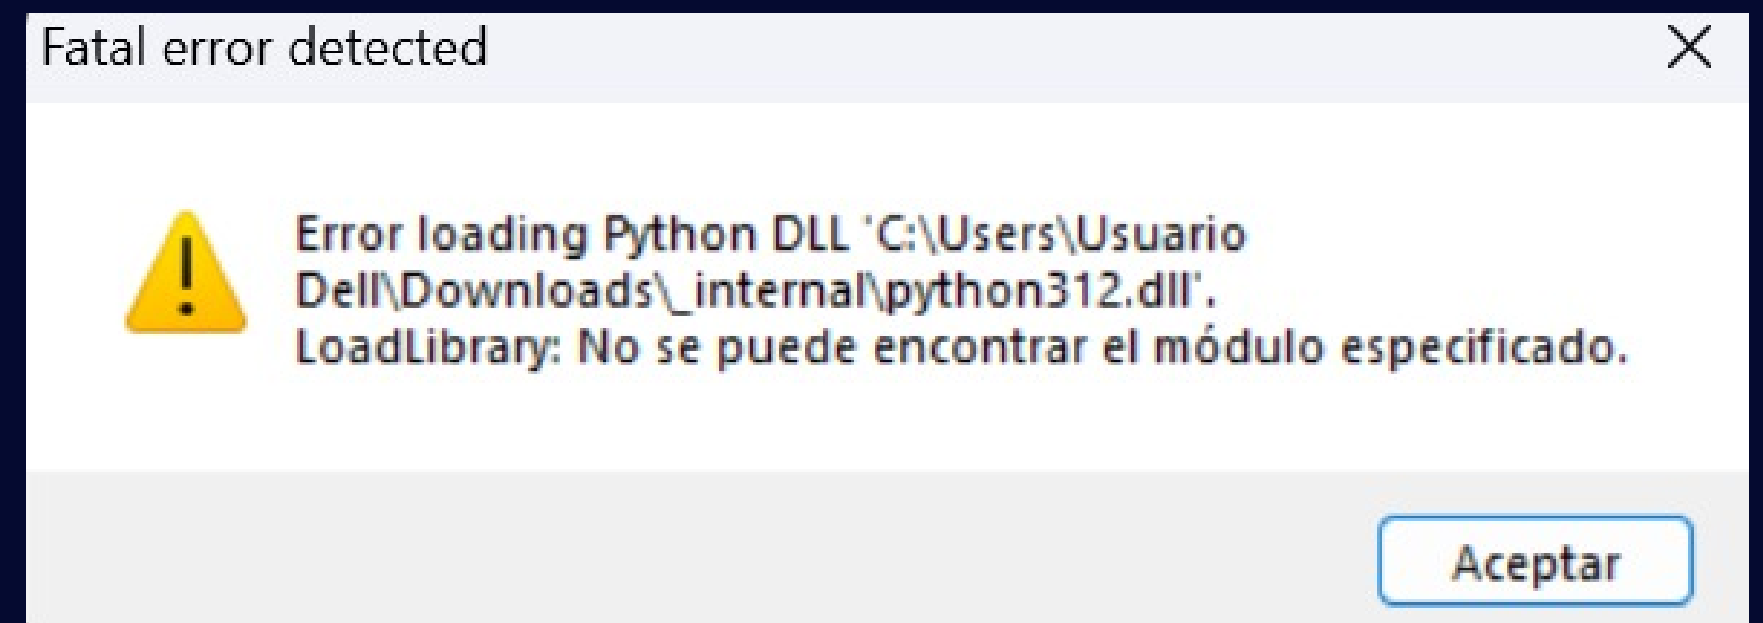 Fatal error detected
Error loading Python DLL 'C:\Users\Usuario
Dell\Downloads\_internal\python312.dll'.
LoadLibrary: No se puede encontrar el módulo especificado.
Aceptar